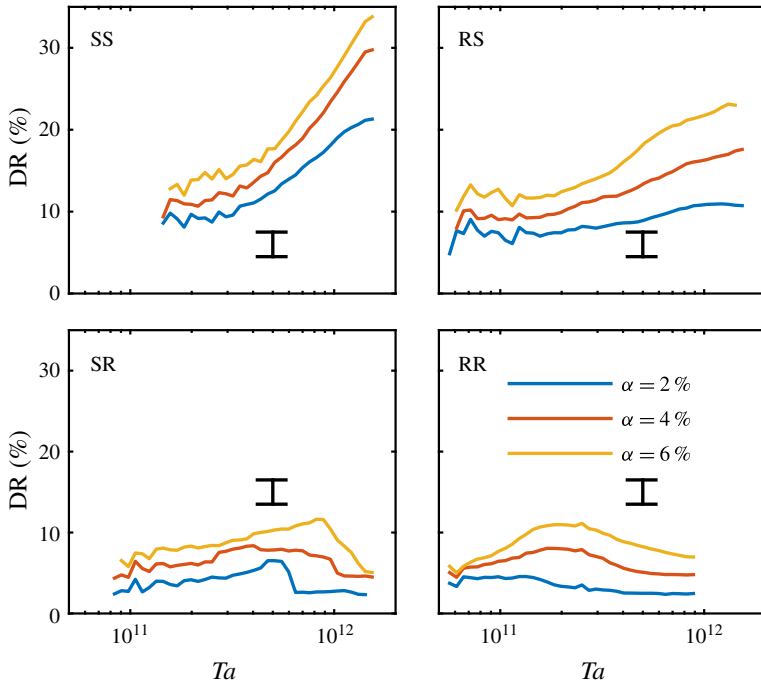 SS
RS
DR (%)
30
20
10
0
SR
RR
DR (%)
30
20
10
0
α = 2 %
α = 4 %
α = 6 %
10¹¹
10¹²
10¹¹
10¹²
Ta
Ta